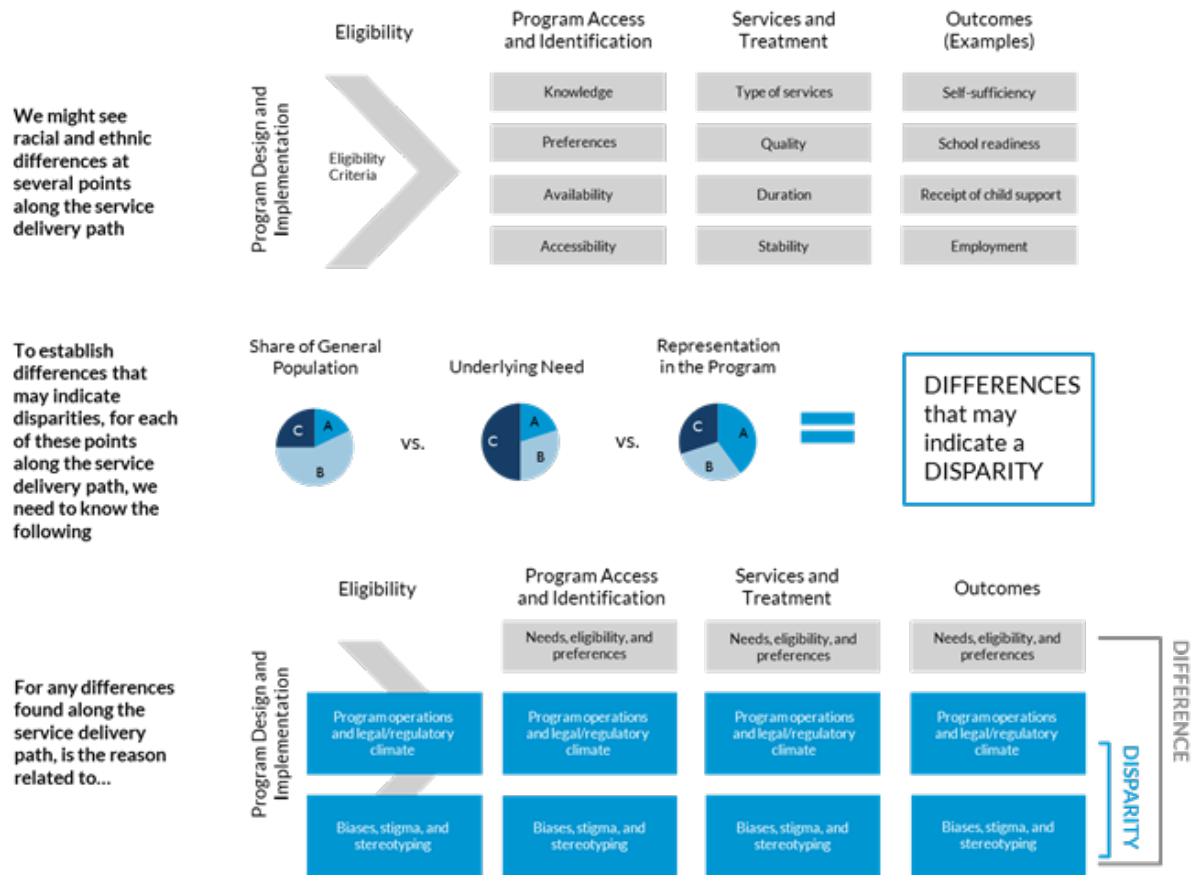 Eligibility
Program Access
and Identification
Services and
Treatment
Outcomes
(Examples)
We might see
racial and ethnic
differences at
several points
along the service
delivery path
Program Design and
Implementation
Eligibility
Criteria
Knowledge
Type of services
Self-sufficiency
Preferences
Quality
School readiness
Availability
Duration
Receipt of child support
Accessibility
Stability
Employment
To establish
differences that
may indicate
disparities, for each
of these points
along the service
delivery path, we
need to know the
following
Share of General
Population
C
A
B
vs.
Underlying Need
C
A
B
vs.
Representation
in the Program
C
A
B
DIFFERENCES
that may
indicate a
DISPARITY
Eligibility
Program Access
and Identification
Services and
Treatment
Outcomes
For any differences
found along the
service delivery
path, is the reason
related to...
Program Design and
Implementation
Needs, eligibility, and
preferences
Needs, eligibility, and
preferences
Needs, eligibility, and
preferences
Program operations
and legal/regulatory
climate
Program operations
and legal/regulatory
climate
Program operations
and legal/regulatory
climate
Program operations
and legal/regulatory
climate
Biases, stigma, and
stereotyping
Biases, stigma, and
stereotyping
Biases, stigma, and
stereotyping
Biases, stigma, and
stereotyping
DISPARITY
DIFFERENCE